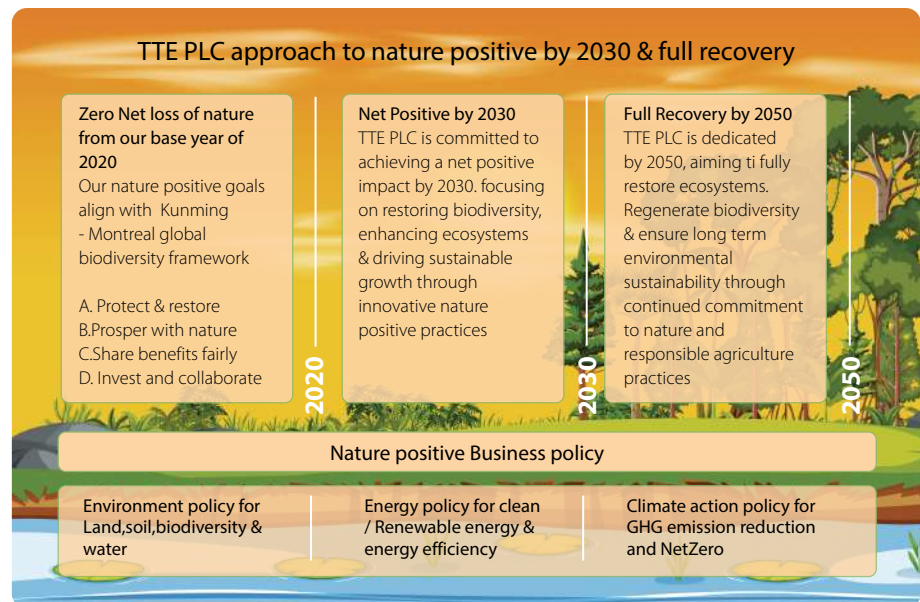 TTE PLC approach to nature positive by 2030 & full recovery
Zero Net loss of nature
from our base year of
2020
Our nature positive goals
align with Kunming
- Montreal global
biodiversity framework
A. Protect & restore
B.Prosper with nature
C.Share benefits fairly
D. Invest and collaborate
2020
Net Positive by 2030
TTE PLC is committed to
achieving a net positive
impact by 2030. focusing
on restoring biodiversity,
enhancing ecosystems
& driving sustainable
growth through
innovative nature
positive practices
2030
Full Recovery by 2050
TTE PLC is dedicated
by 2050, aiming ti fully
restore ecosystems.
Regenerate biodiversity
& ensure long term
environmental
sustainability through
continued commitment
to nature and
responsible agriculture
practices
2050
Nature positive Business policy
Environment policy for
Land,soil,biodiversity &
water
Energy policy for clean
/ Renewable energy &
energy efficiency
Climate action policy for
GHG emission reduction
and NetZero